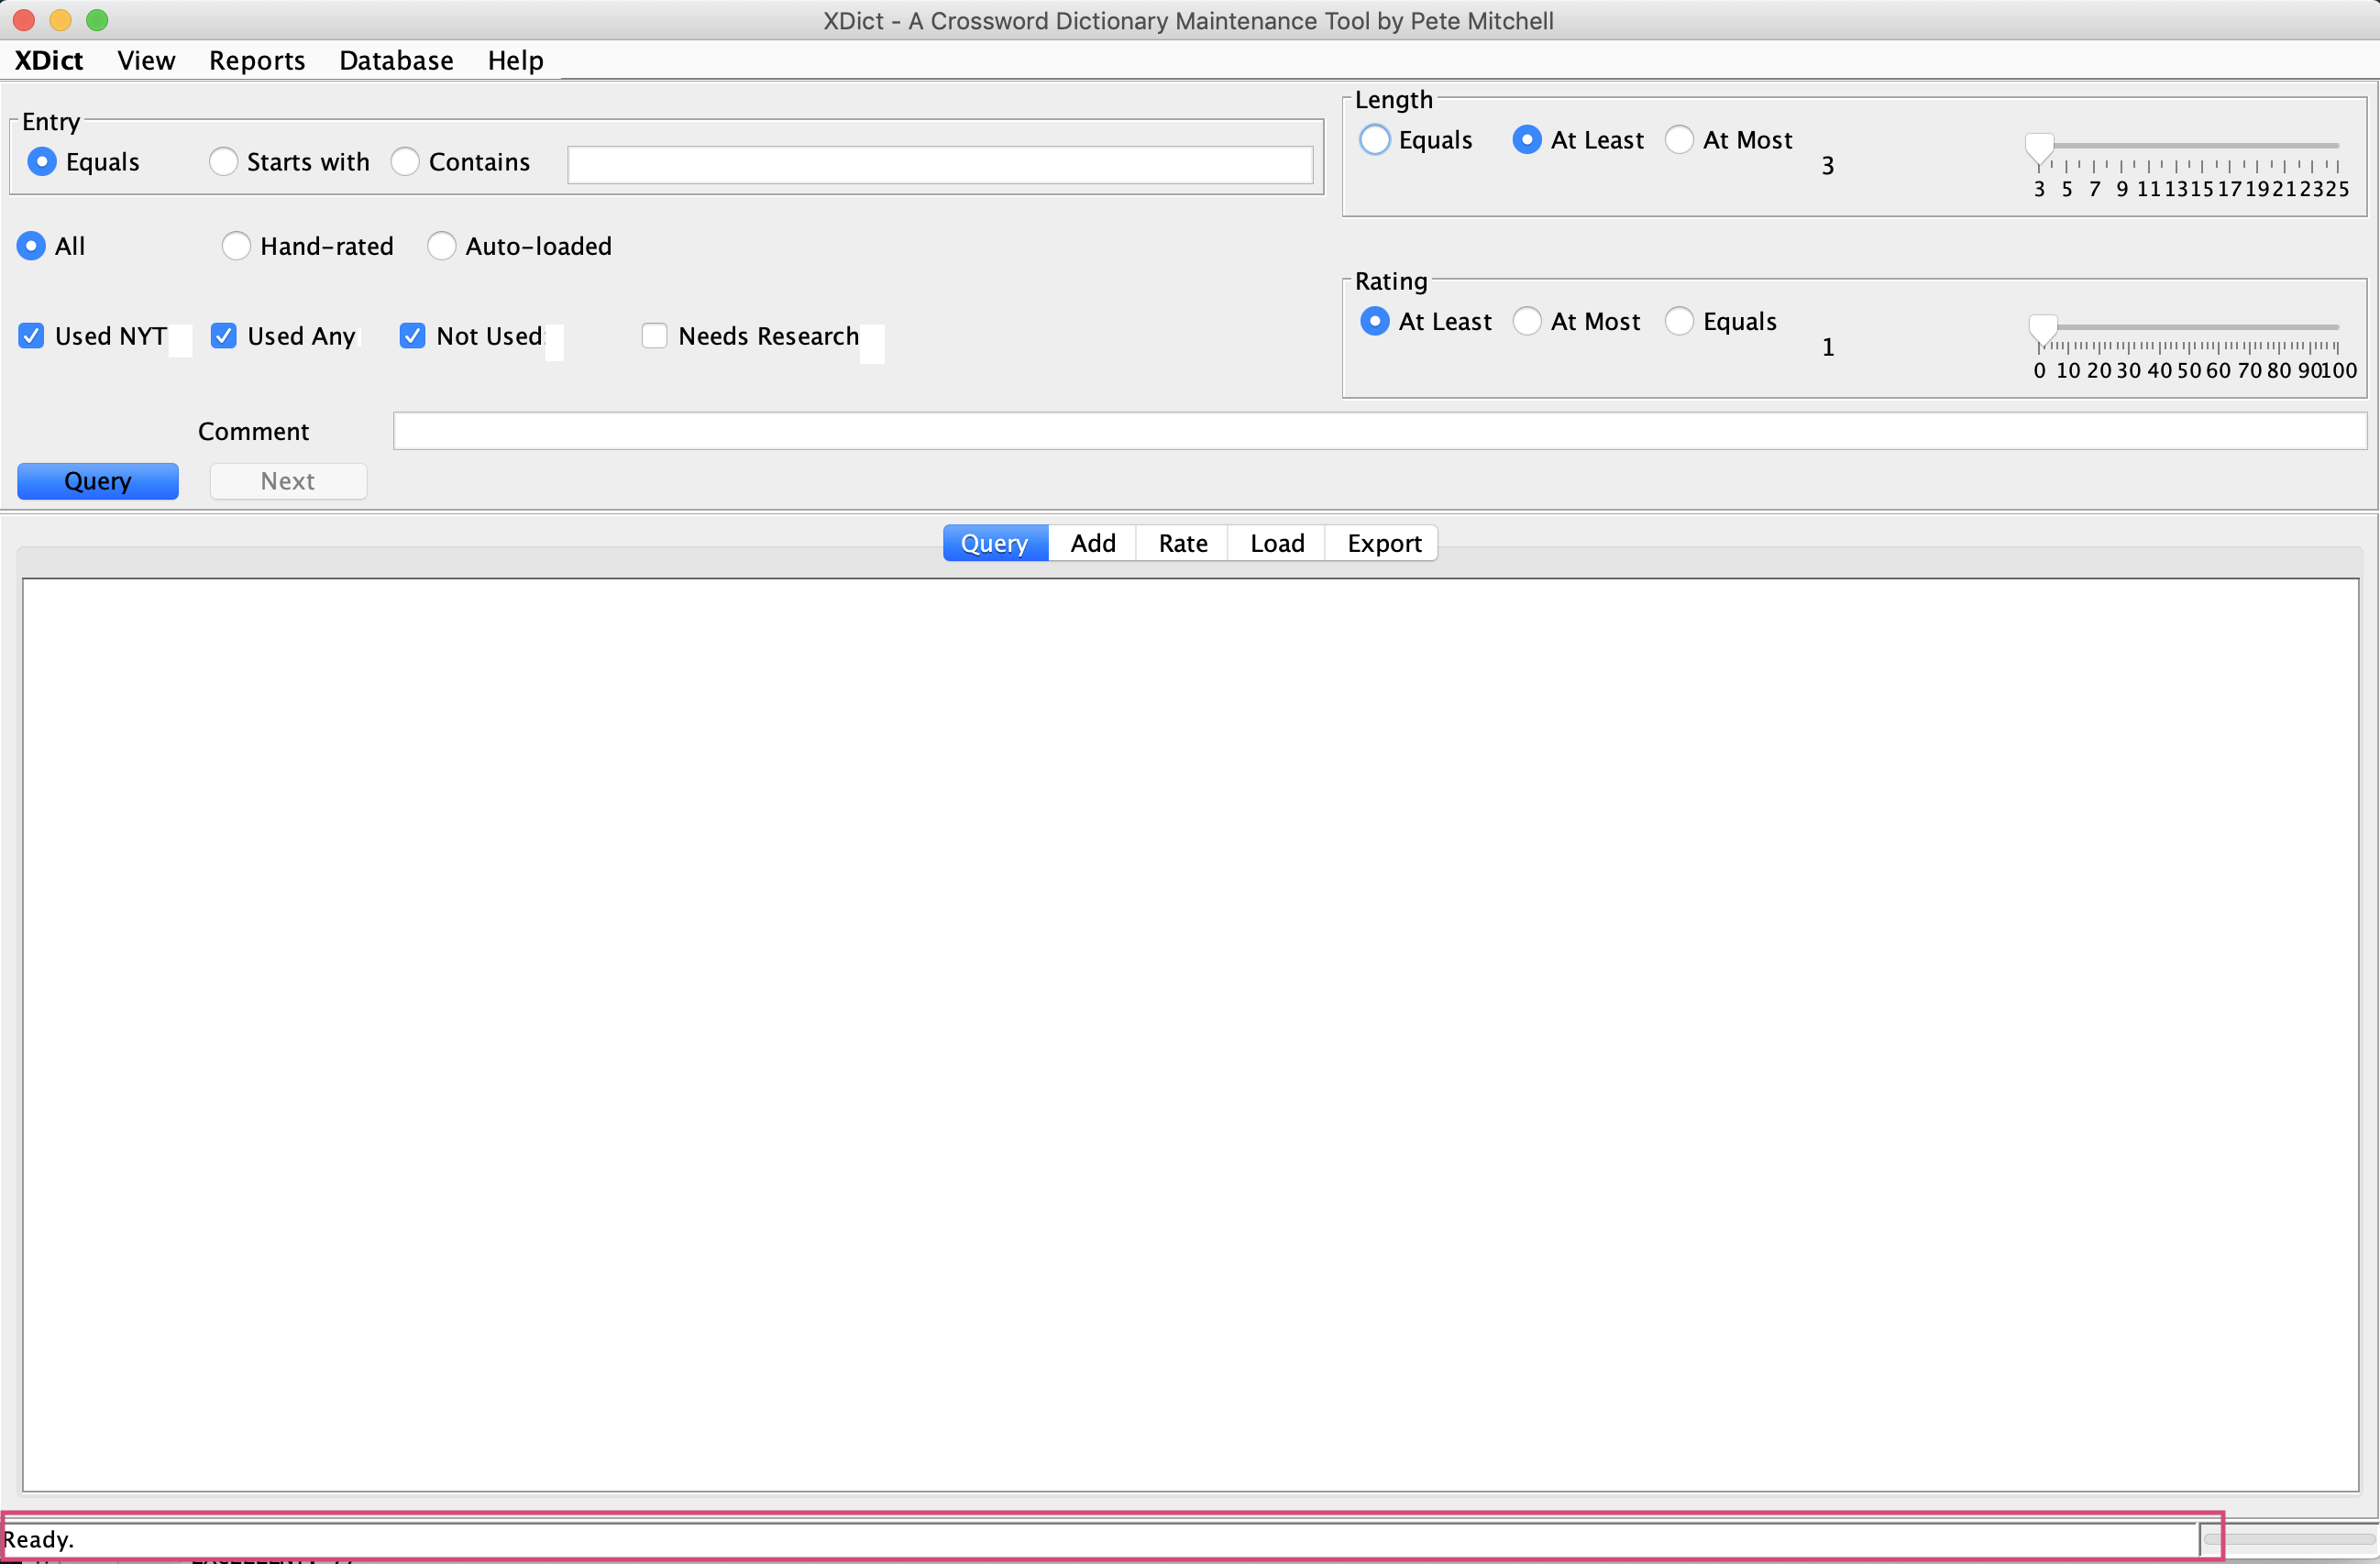 XDict - A Crossword Dictionary Maintenance Tool by Pete Mitchell
XDict View Reports Database Help
Entry
Equals Starts with Contains
Length
Equals At Least At Most
3
3 5 7 9 11 13 15 17 19 21 23 25
All Hand-rated Auto-loaded
Rating
At Least At Most Equals
1
0 10 20 30 40 50 60 70 80 90 100
Used NYT Used Any Not Used Needs Research
Comment
Query Next
Query Add Rate Load Export
Ready.